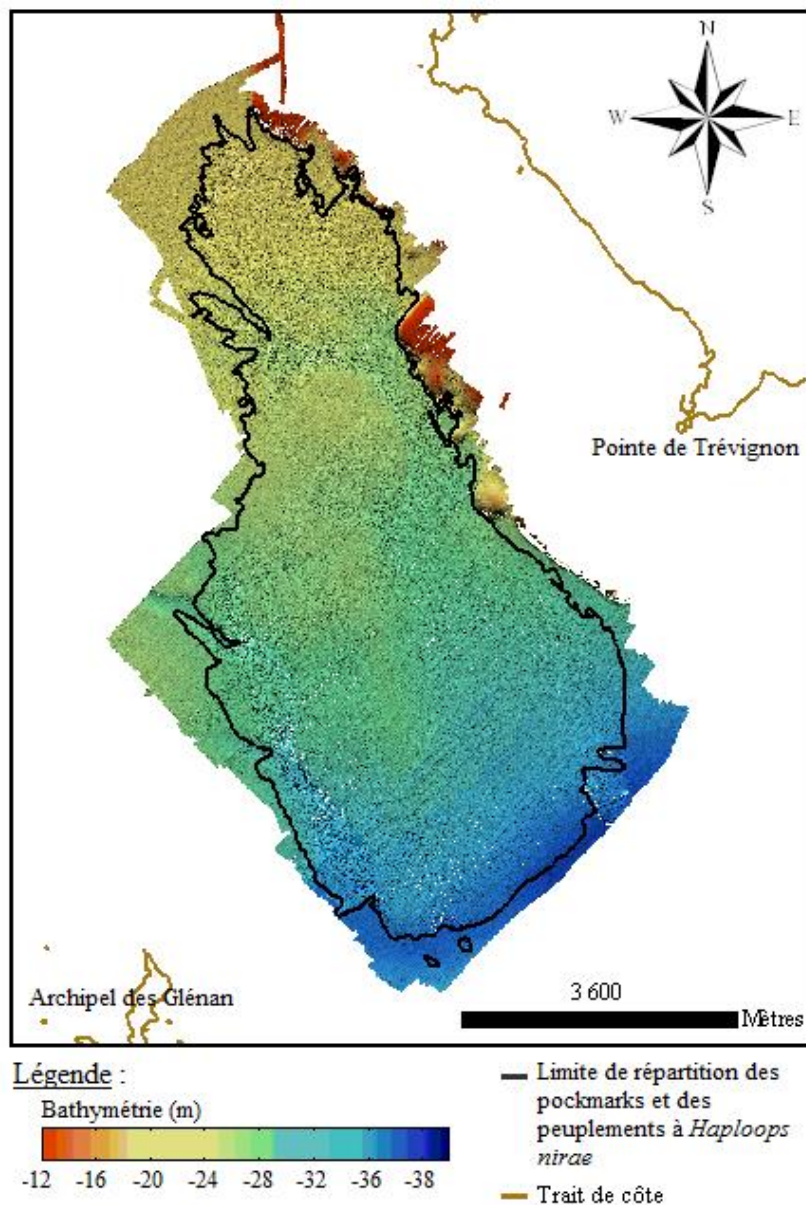 N
W E
S
Pointe de Trévignon
Archipel des Glénan
3 600
Mètres
Légende :
Bathymétrie (m)
-12 -16 -20 -24 -28 -32 -36 -38
Limite de répartition des
pockmarks et des
peuplements à Haploops
nirae
Trait de côte